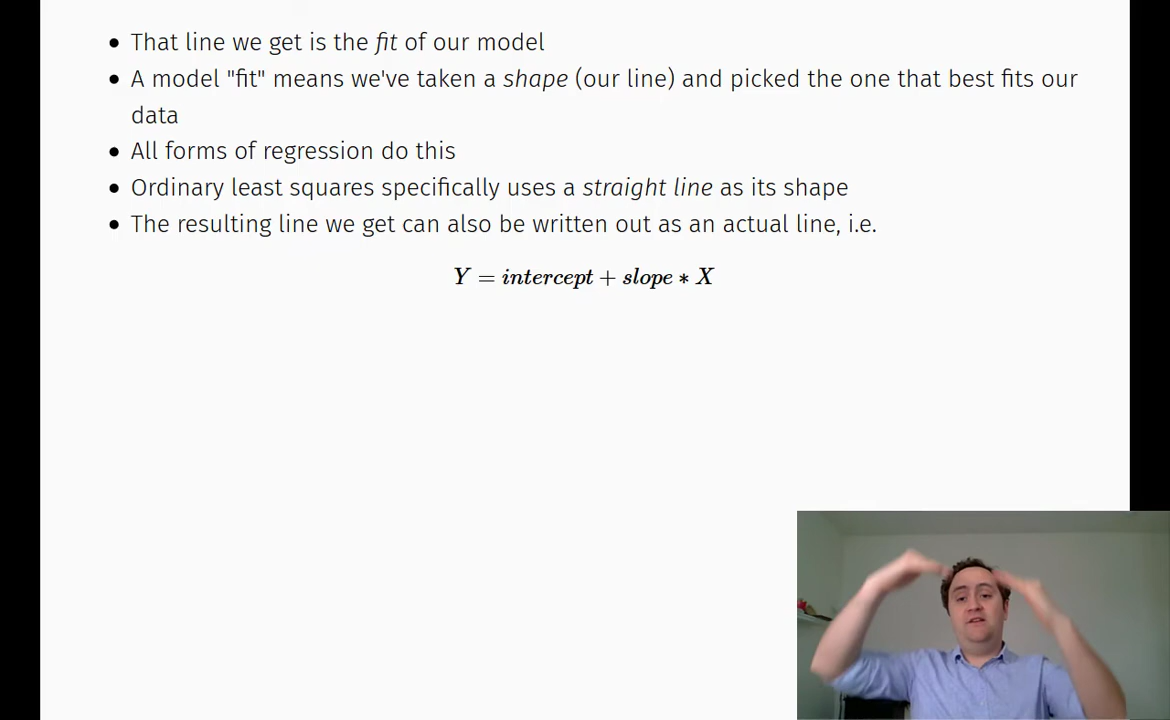 • That line we get is the fit of our model
• A model "fit" means we've taken a shape (our line) and picked the one that best fits our
data
• All forms of regression do this
• Ordinary least squares specifically uses a straight line as its shape
• The resulting line we get can also be written out as an actual line, i.e.
Y = intercept + slope ∗ X